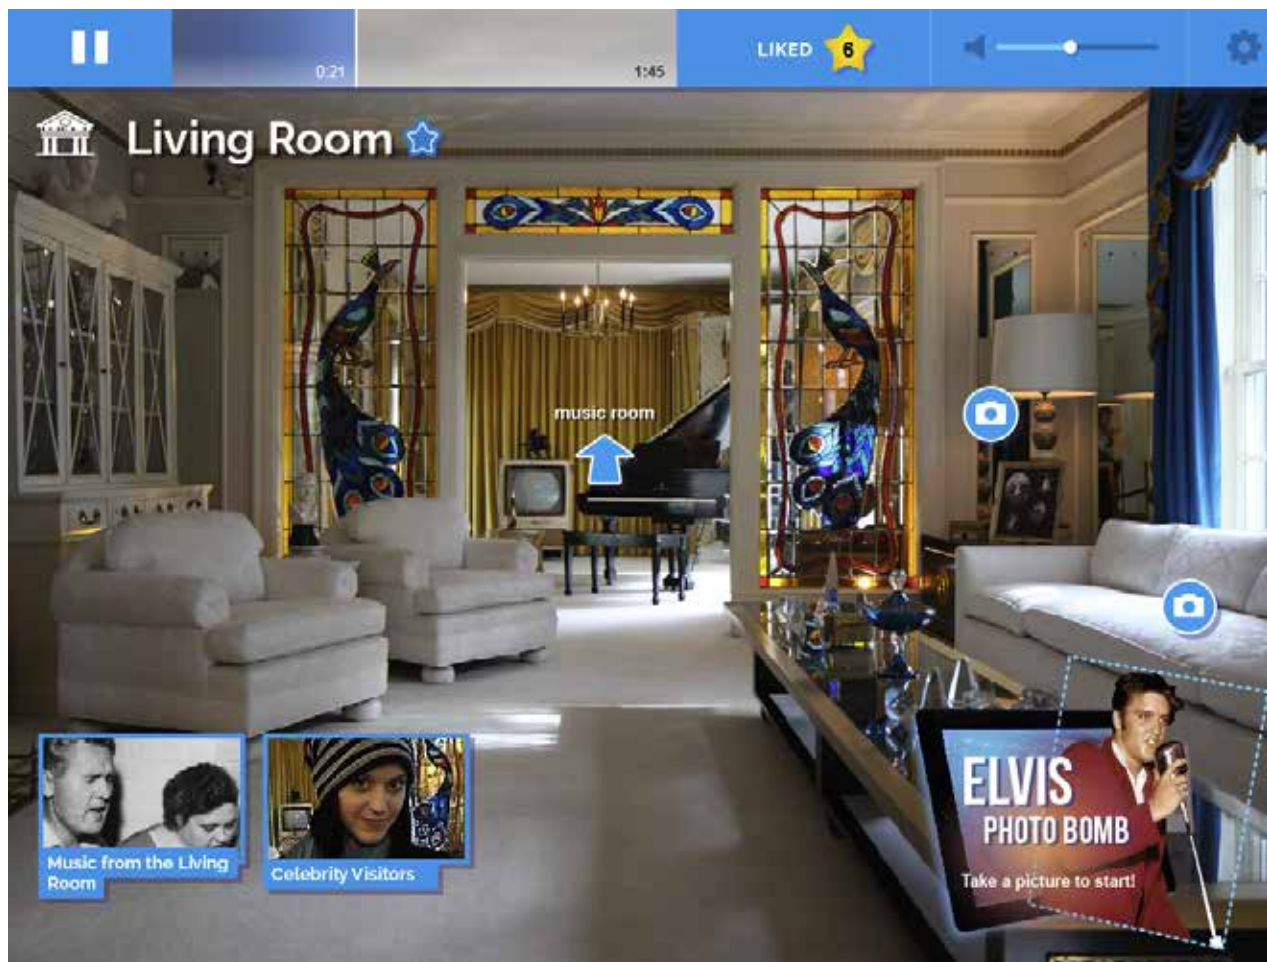 0:21
1:45
LIKED
6
Living Room
music room
ELVIS
PHOTO BOMB
Take a picture to start!
Music from the Living
Room
Celebrity Visitors